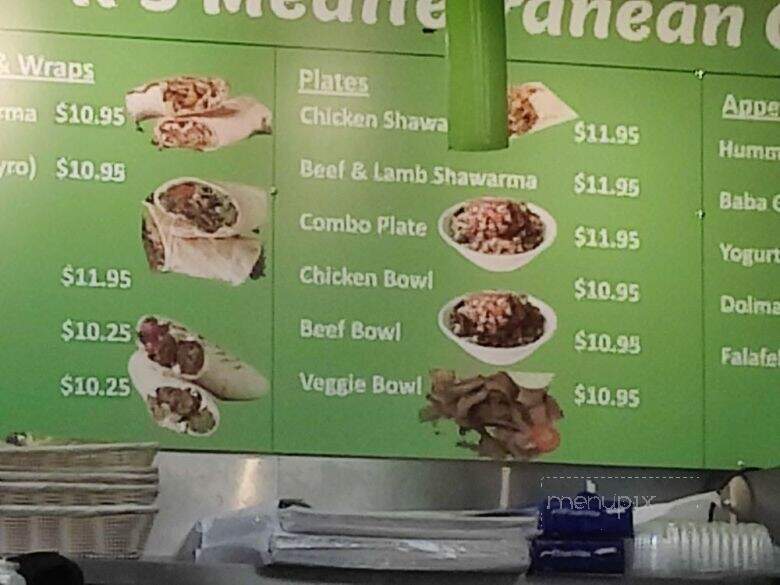 & Wraps
rma $10.95
yro) $10.95
$11.95
$10.25
$10.25
Plates
Chicken Shawa $11.95
Beef & Lamb Shawarma $11.95
Combo Plate $11.95
Chicken Bowl $10.95
Beef Bowl $10.95
Veggie Bowl $10.95
Appe
Humm
Baba G
Yogurt
Dolma
Falafel
menupix